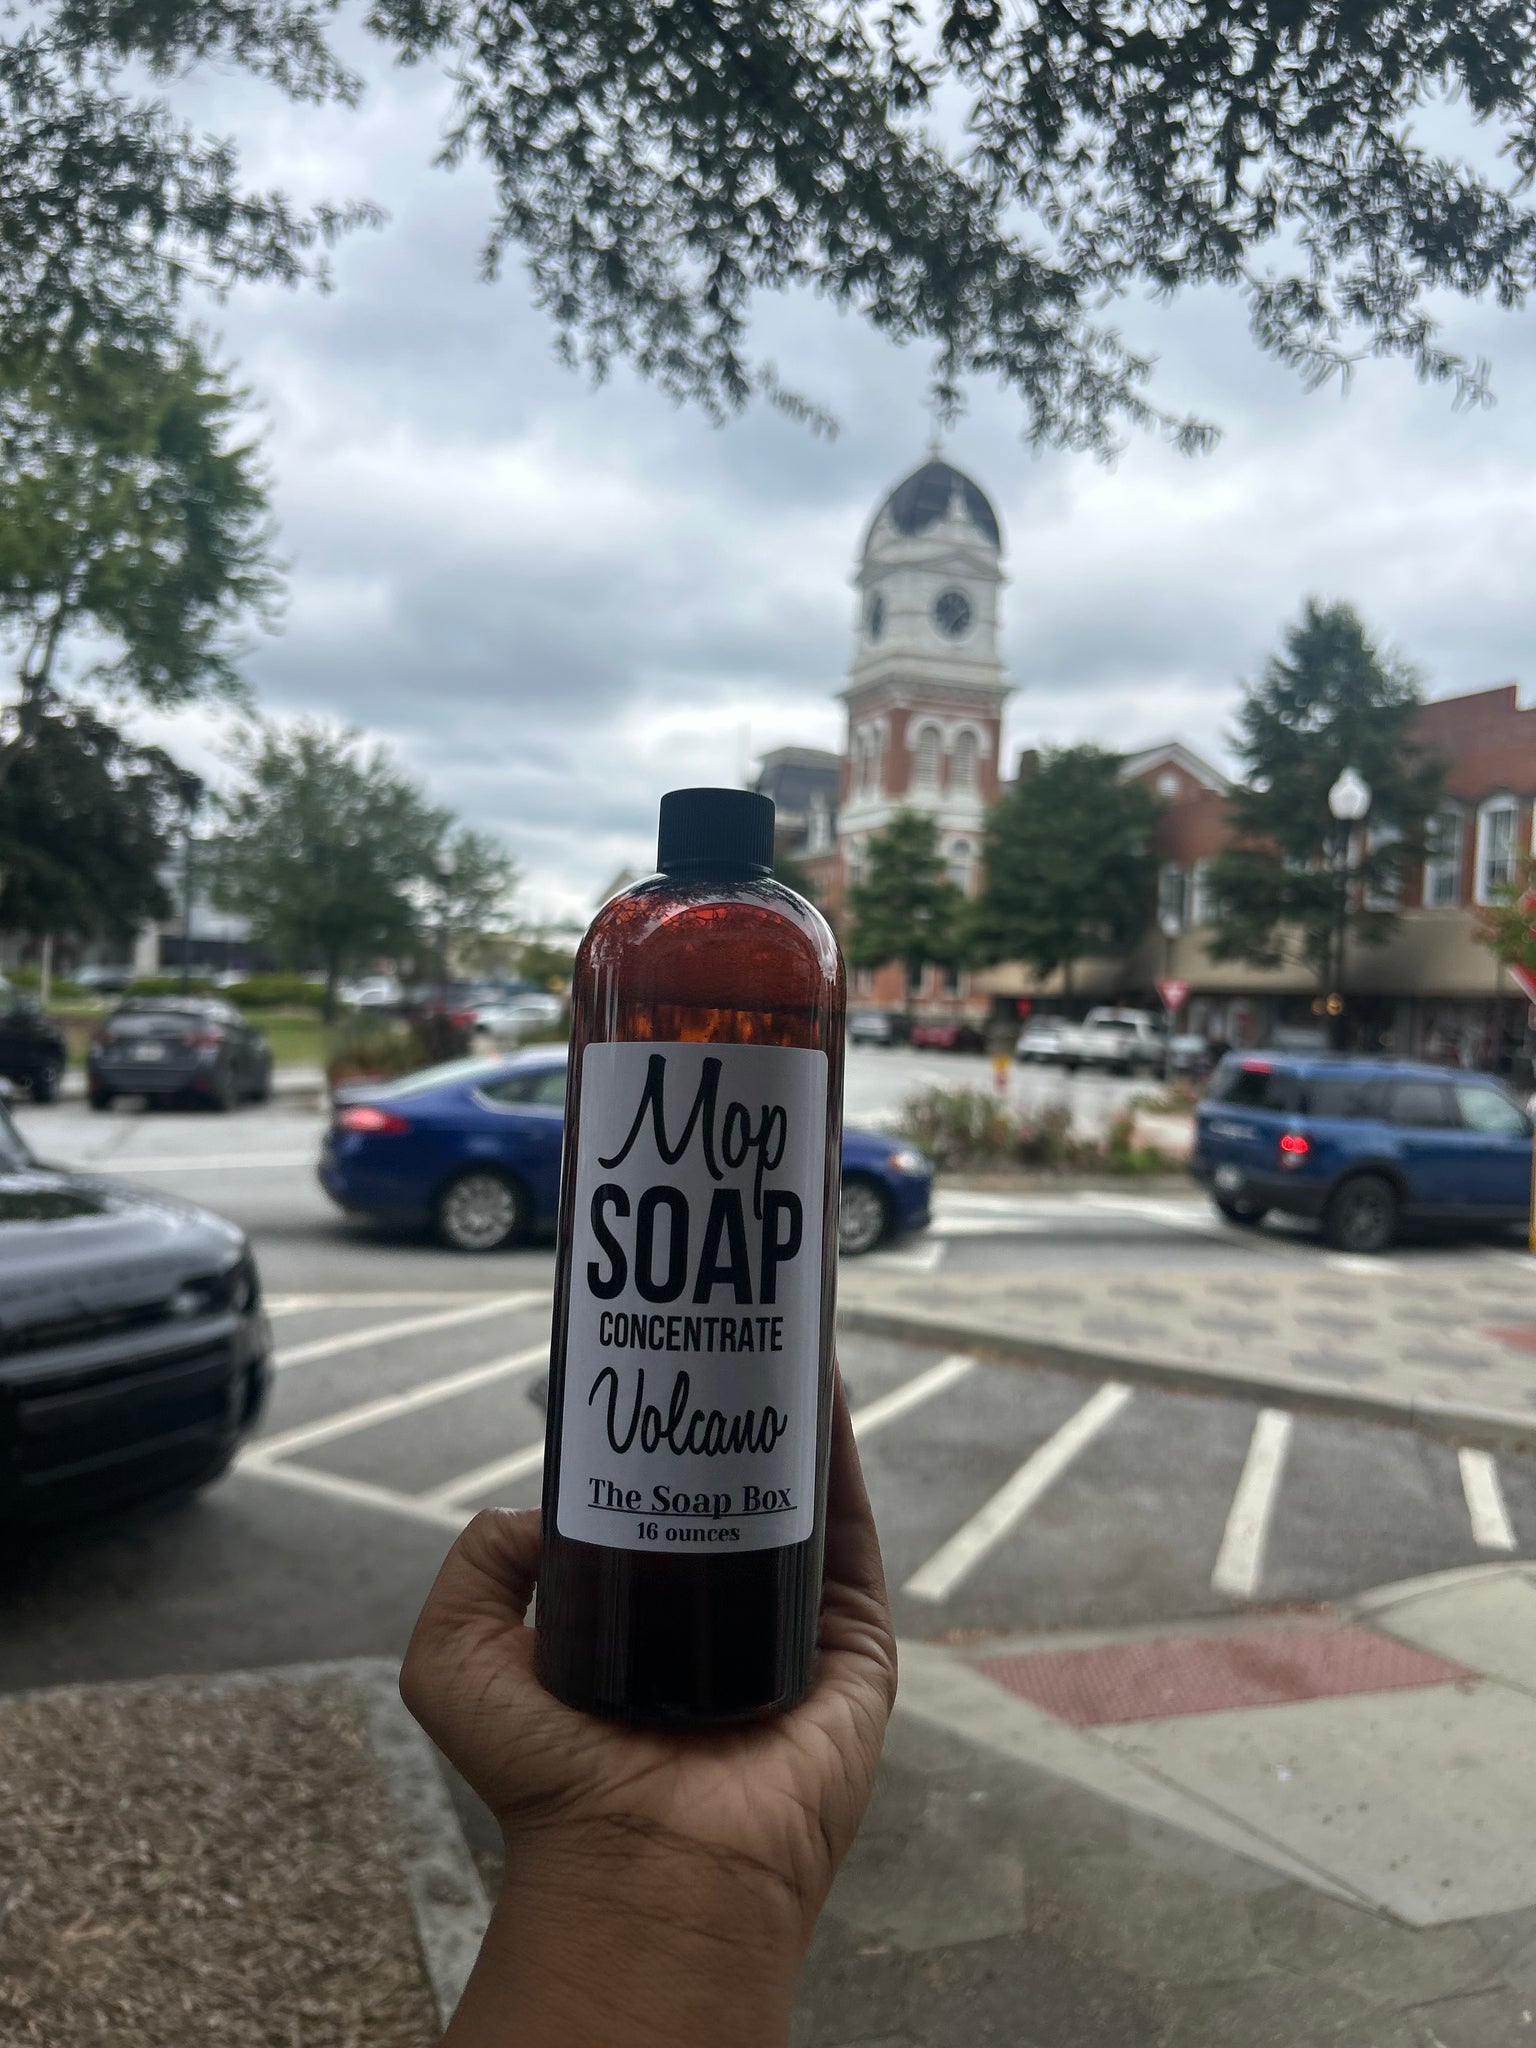 Mop
SOAP
CONCENTRATE
Volcano
The Soap Box
16 ounces